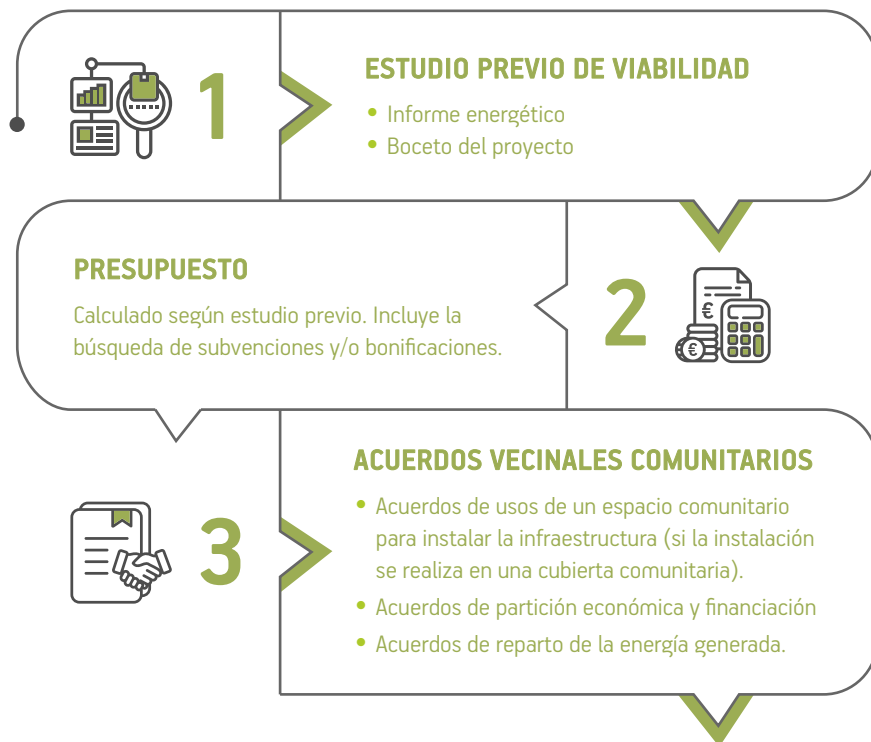 1
ESTUDIO PREVIO DE VIABILIDAD
• Informe energético
• Boceto del proyecto
PRESUPUESTO
Calculado según estudio previo. Incluye la
búsqueda de subvenciones y/o bonificaciones.
2
€
€
3
ACUERDOS VECINALES COMUNITARIOS
• Acuerdos de usos de un espacio comunitario
para instalar la infraestructura (si la instalación
se realiza en una cubierta comunitaria).
• Acuerdos de partición económica y financiación
• Acuerdos de reparto de la energía generada.